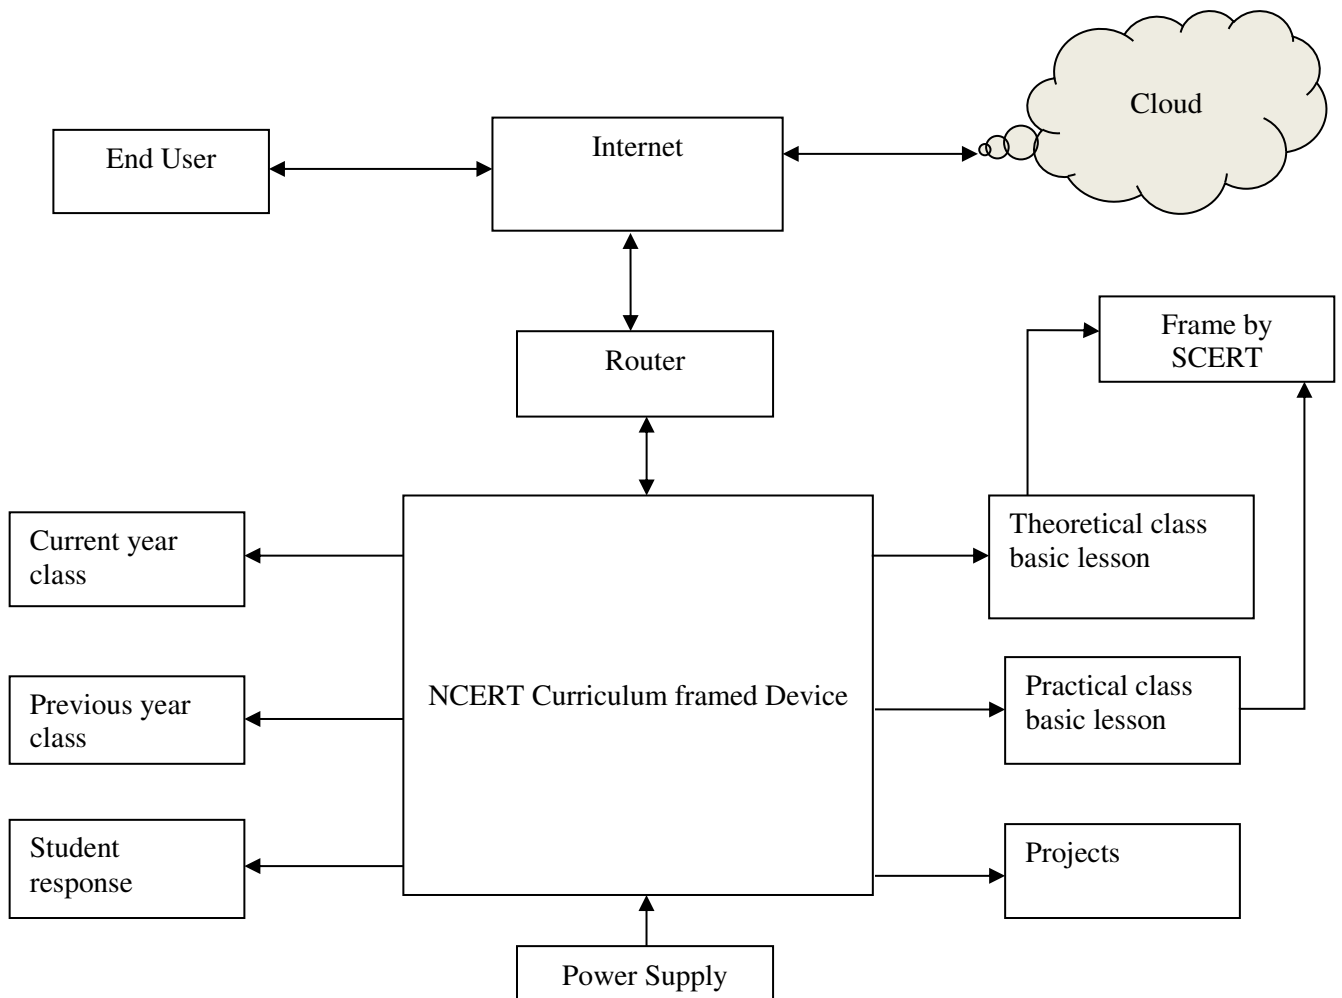 Cloud
End User
Internet
Router
Frame by
SCERT
Current year
class
Theoretical class
basic lesson
NCERT Curriculum framed Device
Previous year
class
Practical class
basic lesson
Student
response
Projects
Power Supply